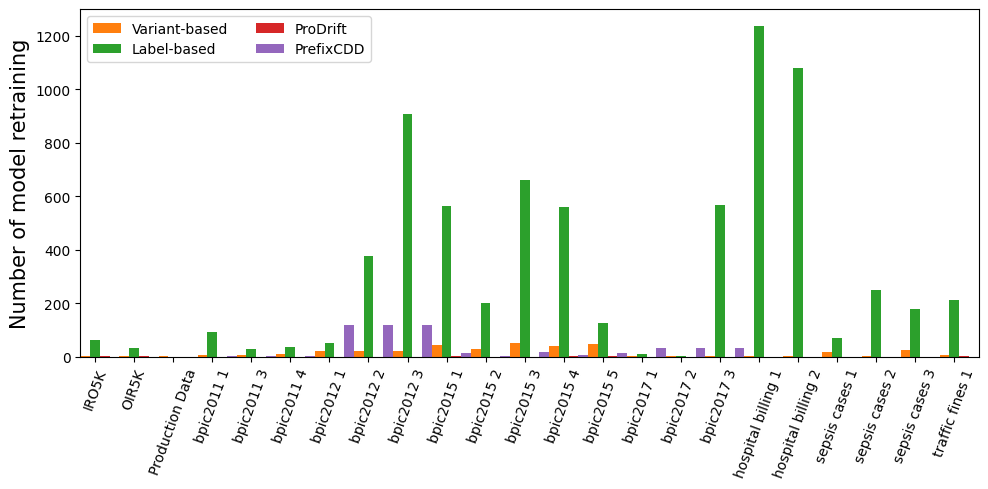 Variant-based
Label-based
ProDrift
PrefixCDD
Number of model retraining
1200
1000
800
600
400
200
0
IRO5K
OIR5K
Production Data
bpic2011 1
bpic2011 3
bpic2011 4
bpic2012 1
bpic2012 2
bpic2012 3
bpic2015 1
bpic2015 2
bpic2015 3
bpic2015 4
bpic2015 5
bpic2017 1
bpic2017 2
bpic2017 3
hospital billing 1
hospital billing 2
sepsis cases 1
sepsis cases 2
sepsis cases 3
traffic fines 1